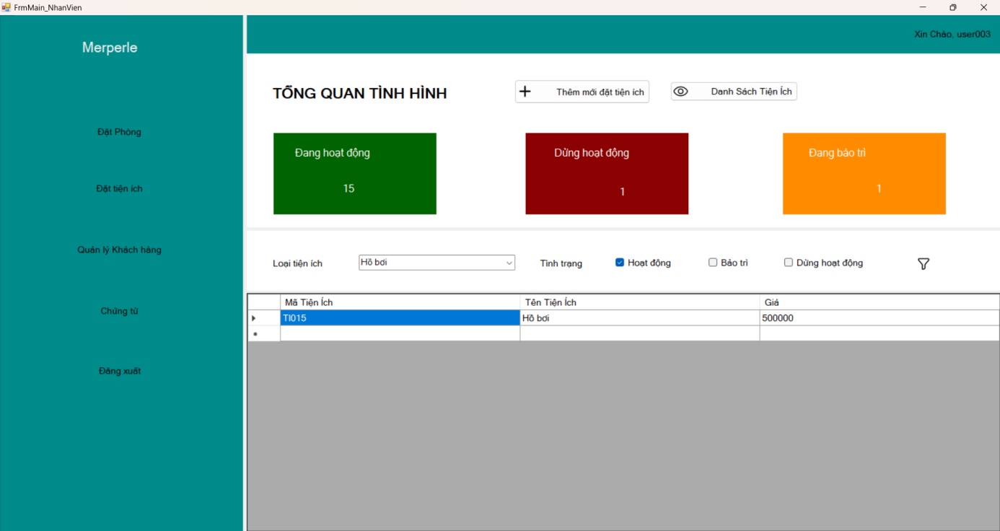 FrmMain_NhanVien
Xin Chào, user003
Merperle
Đặt Phòng
Đặt tiện ích
Quản lý Khách hàng
Chứng từ
Đăng xuất
TỔNG QUAN TÌNH HÌNH
Thêm mới đặt tiện ích
Danh Sách Tiện Ích
Đang hoạt động
15
Dừng hoạt động
1
Đang bảo trì
1
Loại tiện ích
Hồ bơi
Tình trạng
Hoạt động
Bảo trì
Dừng hoạt động
Mã Tiện Ích Tên Tiện Ích Giá
TI015 Hồ bơi 500000